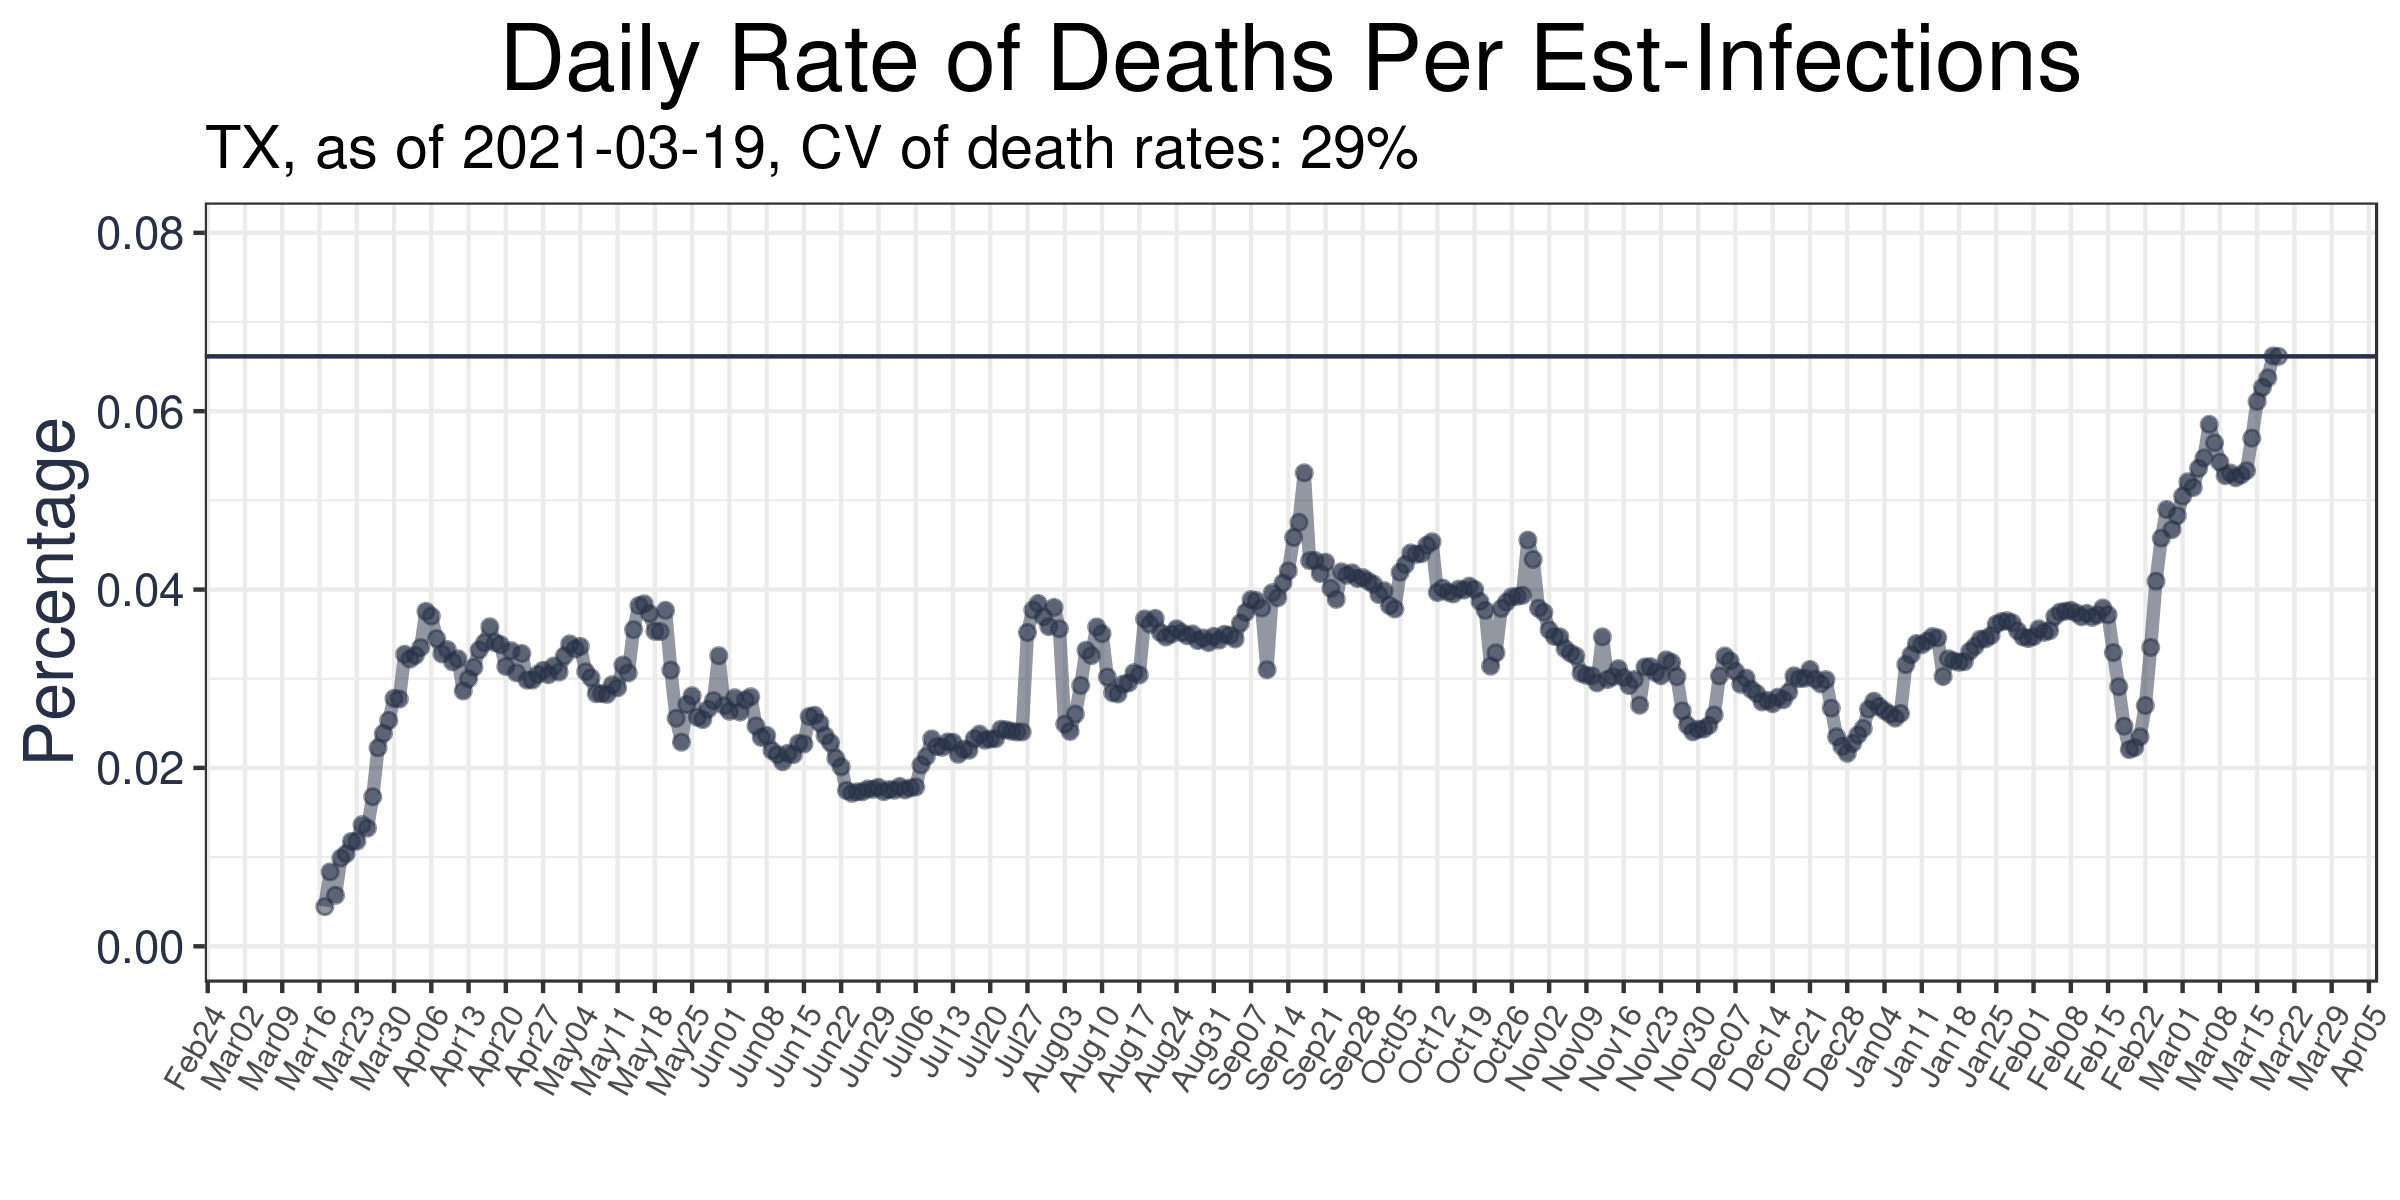 Daily Rate of Deaths Per Est-Infections
TX, as of 2021-03-19, CV of death rates: 29%
Percentage
0.08
0.06
0.04
0.02
0.00
Feb24 Mar02 Mar09 Mar16 Mar23 Mar30 Apr06 Apr13 Apr20 Apr27 May04 May11 May18 May25 Jun01 Jun08 Jun15 Jun22 Jun29 Jul06 Jul13 Jul20 Jul27 Aug03 Aug10 Aug17 Aug24 Aug31 Sep07 Sep14 Sep21 Sep28 Oct05 Oct12 Oct19 Oct26 Nov02 Nov09 Nov16 Nov23 Nov30 Dec07 Dec14 Dec21 Dec28 Jan04 Jan11 Jan18 Jan25 Feb01 Feb08 Feb15 Feb22 Mar01 Mar08 Mar15 Mar22 Mar29 Apr05